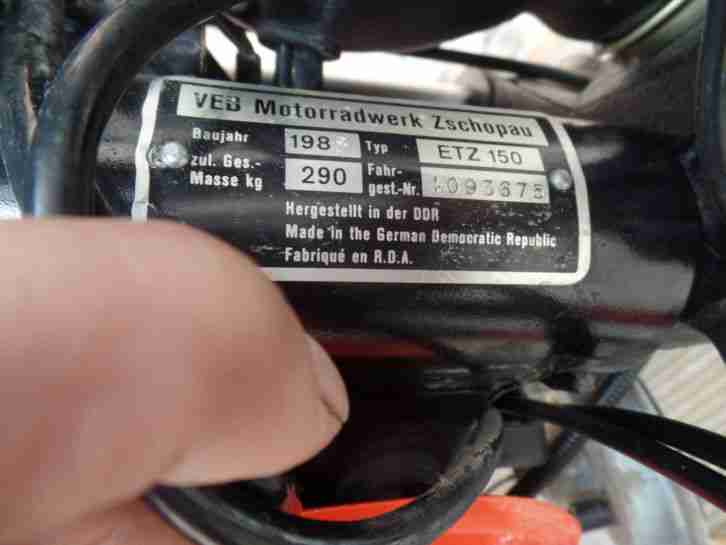 VEB Motorradwerk Zschopau
Baujahr 198 Typ ETZ 150
zul. Ges.-
Masse kg 290 Fahr-
gest.-Nr.
Hergestellt in der DDR
Made in the German Democratic Republic
Fabriqué en R.D.A.